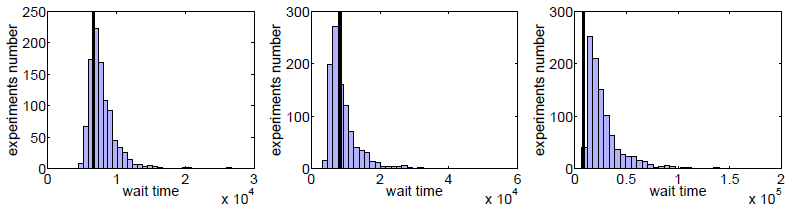 250
200
150
100
50
0
experiments number
0 1 2 3
wait time
x 10^4
300
200
100
0
experiments number
0 2 4 6
wait time
x 10^4
300
200
100
0
experiments number
0 0.5 1 1.5 2
wait time
x 10^5